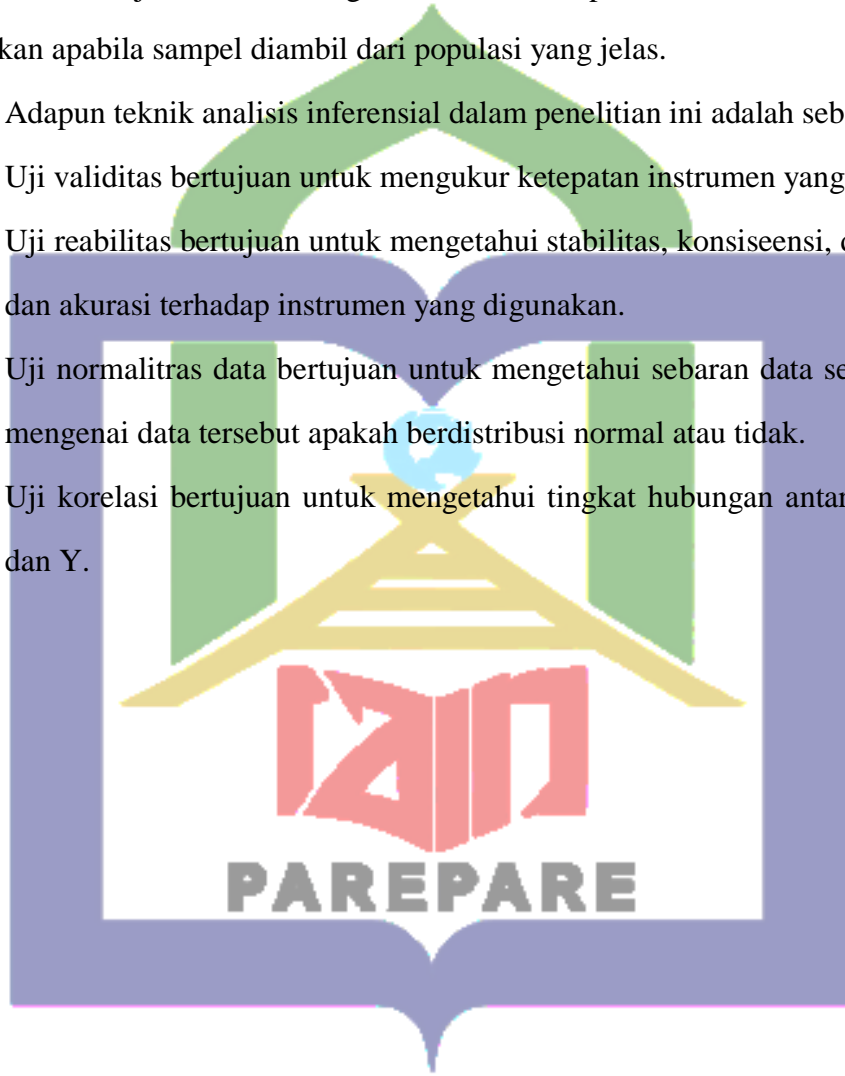 kan apabila sampel diambil dari populasi yang jelas.
Adapun teknik analisis inferensial dalam penelitian ini adalah seb
Uji validitas bertujuan untuk mengukur ketepatan instrumen yang
Uji reabilitas bertujuan untuk mengetahui stabilitas, konsiseensi,
dan akurasi terhadap instrumen yang digunakan.
Uji normalitras data bertujuan untuk mengetahui sebaran data se
mengenai data tersebut apakah berdistribusi normal atau tidak.
Uji korelasi bertujuan untuk mengetahui tingkat hubungan antar
dan Y.
iain
PAREPARE